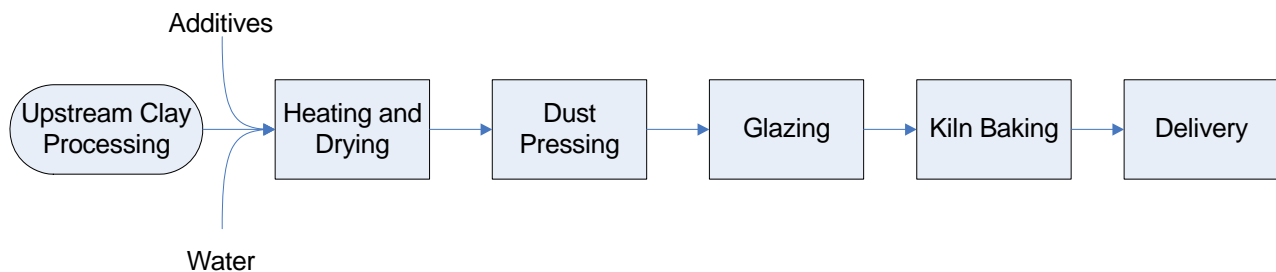 Additives
Upstream Clay
Processing
Heating and
Drying
Dust
Pressing
Glazing
Kiln Baking
Delivery
Water